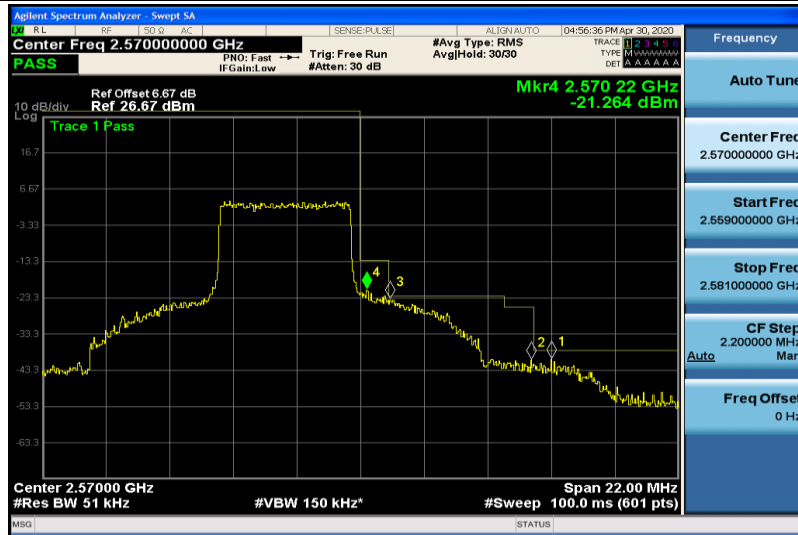 Agilent Spectrum Analyzer - Swept SA
LXI RL RF 50 Ω AC SENSE:PULSE ALIGN AUTO 04:56:36 PM Apr 30, 2020
Center Freq 2.570000000 GHz
PASS
PNO: Fast
IFGain:Low
Trig: Free Run
#Atten: 30 dB
#Avg Type: RMS
Avg|Hold: 30/30
TRACE 1 2 3 4 5 6
TYPE M W W W W W
DET A A A A A A
Ref Offset 6.67 dB
10 dB/div Ref 26.67 dBm
Log
Mkr4 2.570 22 GHz
-21.264 dBm
Trace 1 Pass
16.7
6.67
-3.33
-13.3
-23.3
-33.3
-43.3
-53.3
-63.3
4
3
2
1
Center 2.57000 GHz
Span 22.00 MHz
#Res BW 51 kHz
#VBW 150 kHz*
#Sweep 100.0 ms (601 pts)
MSG
STATUS
Frequency
Auto Tune
Center Freq
2.570000000 GHz
Start Freq
2.559000000 GHz
Stop Freq
2.581000000 GHz
CF Step
2.200000 MHz
Auto Man
Freq Offset
0 Hz